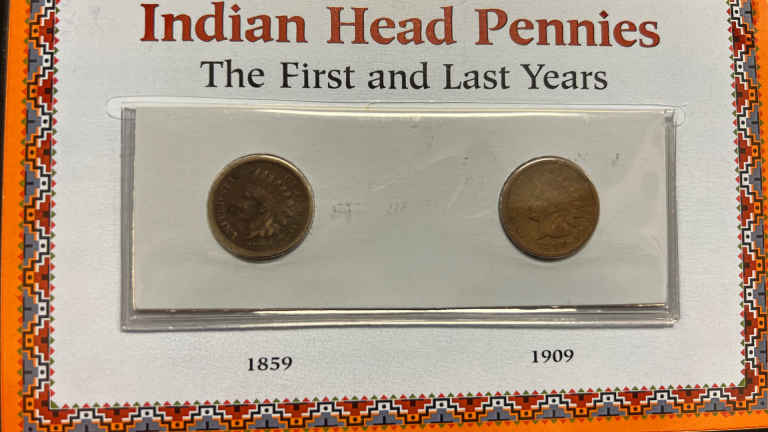 Indian Head Pennies
The First and Last Years
1859
1909